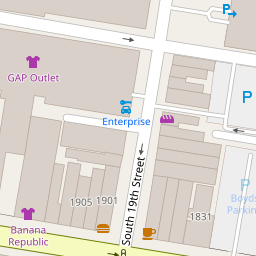 P
GAP Outlet
P
Enterprise
South 19th Street
P
Boyds
Parkin
1905
1901
1831
Banana
Republic